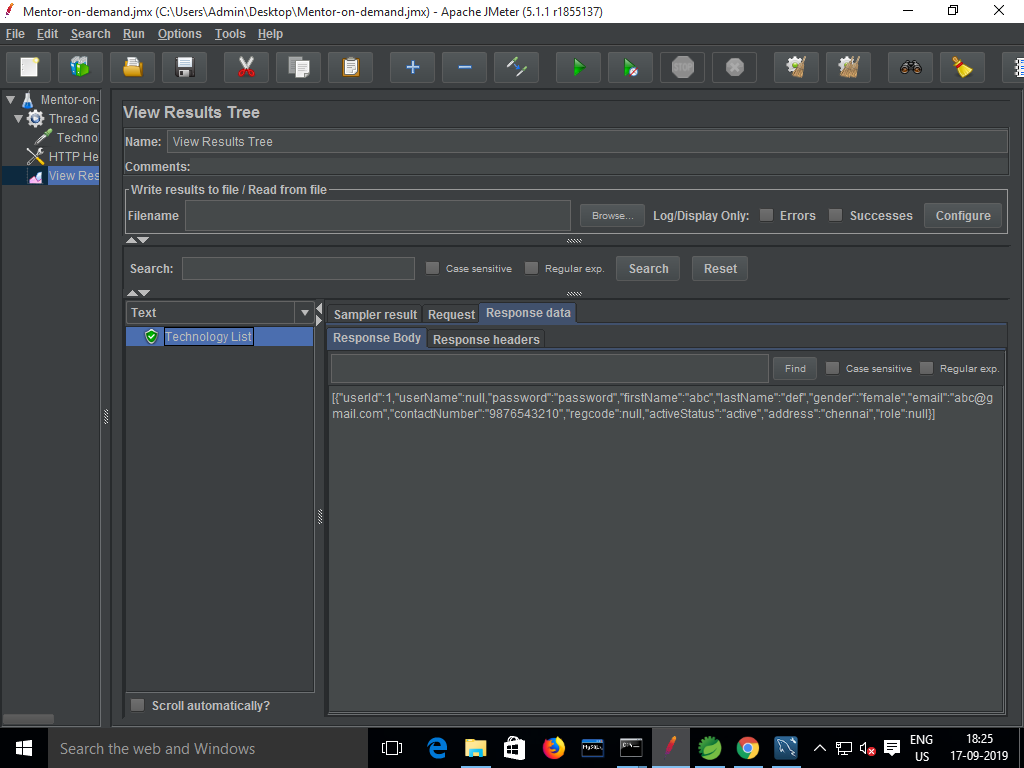 Mentor-on-demand.jmx (C:\Users\Admin\Desktop\Mentor-on-demand.jmx) - Apache JMeter (5.1.1 r1855137)
File Edit Search Run Options Tools Help
STOP
Mentor-on-
Thread G
Techno
HTTP He
View Res
View Results Tree
Name: View Results Tree
Comments:
Write results to file / Read from file
Filename Browse... Log/Display Only: Errors Successes Configure
Search: Case sensitive Regular exp. Search Reset
Text
Technology List
Scroll automatically?
Sampler result Request Response data
Response Body Response headers
Find Case sensitive Regular exp.
[{"userId":1,"userName":null,"password":"password","firstName":"abc","lastName":"def","gender":"female","email":"abc@g
mail.com","contactNumber":"9876543210","regcode":null,"activeStatus":"active","address":"chennai","role":null}]
Search the web and Windows
MySQL
ENG
US
18:25
17-09-2019